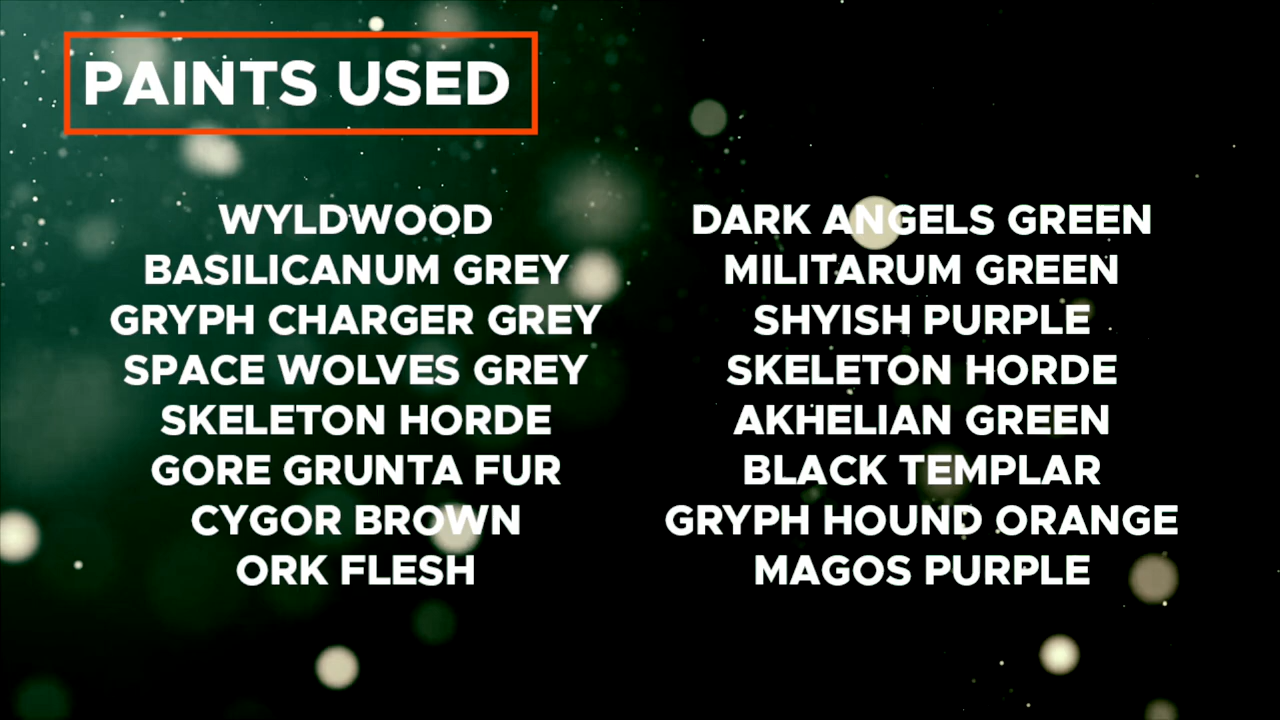 PAINTS USED
WYLDWOOD
BASILICANUM GREY
GRYPH CHARGER GREY
SPACE WOLVES GREY
SKELETON HORDE
GORE GRUNTA FUR
CYGOR BROWN
ORK FLESH
DARK ANGELS GREEN
MILITARUM GREEN
SHYISH PURPLE
SKELETON HORDE
AKHELIAN GREEN
BLACK TEMPLAR
GRYPH HOUND ORANGE
MAGOS PURPLE